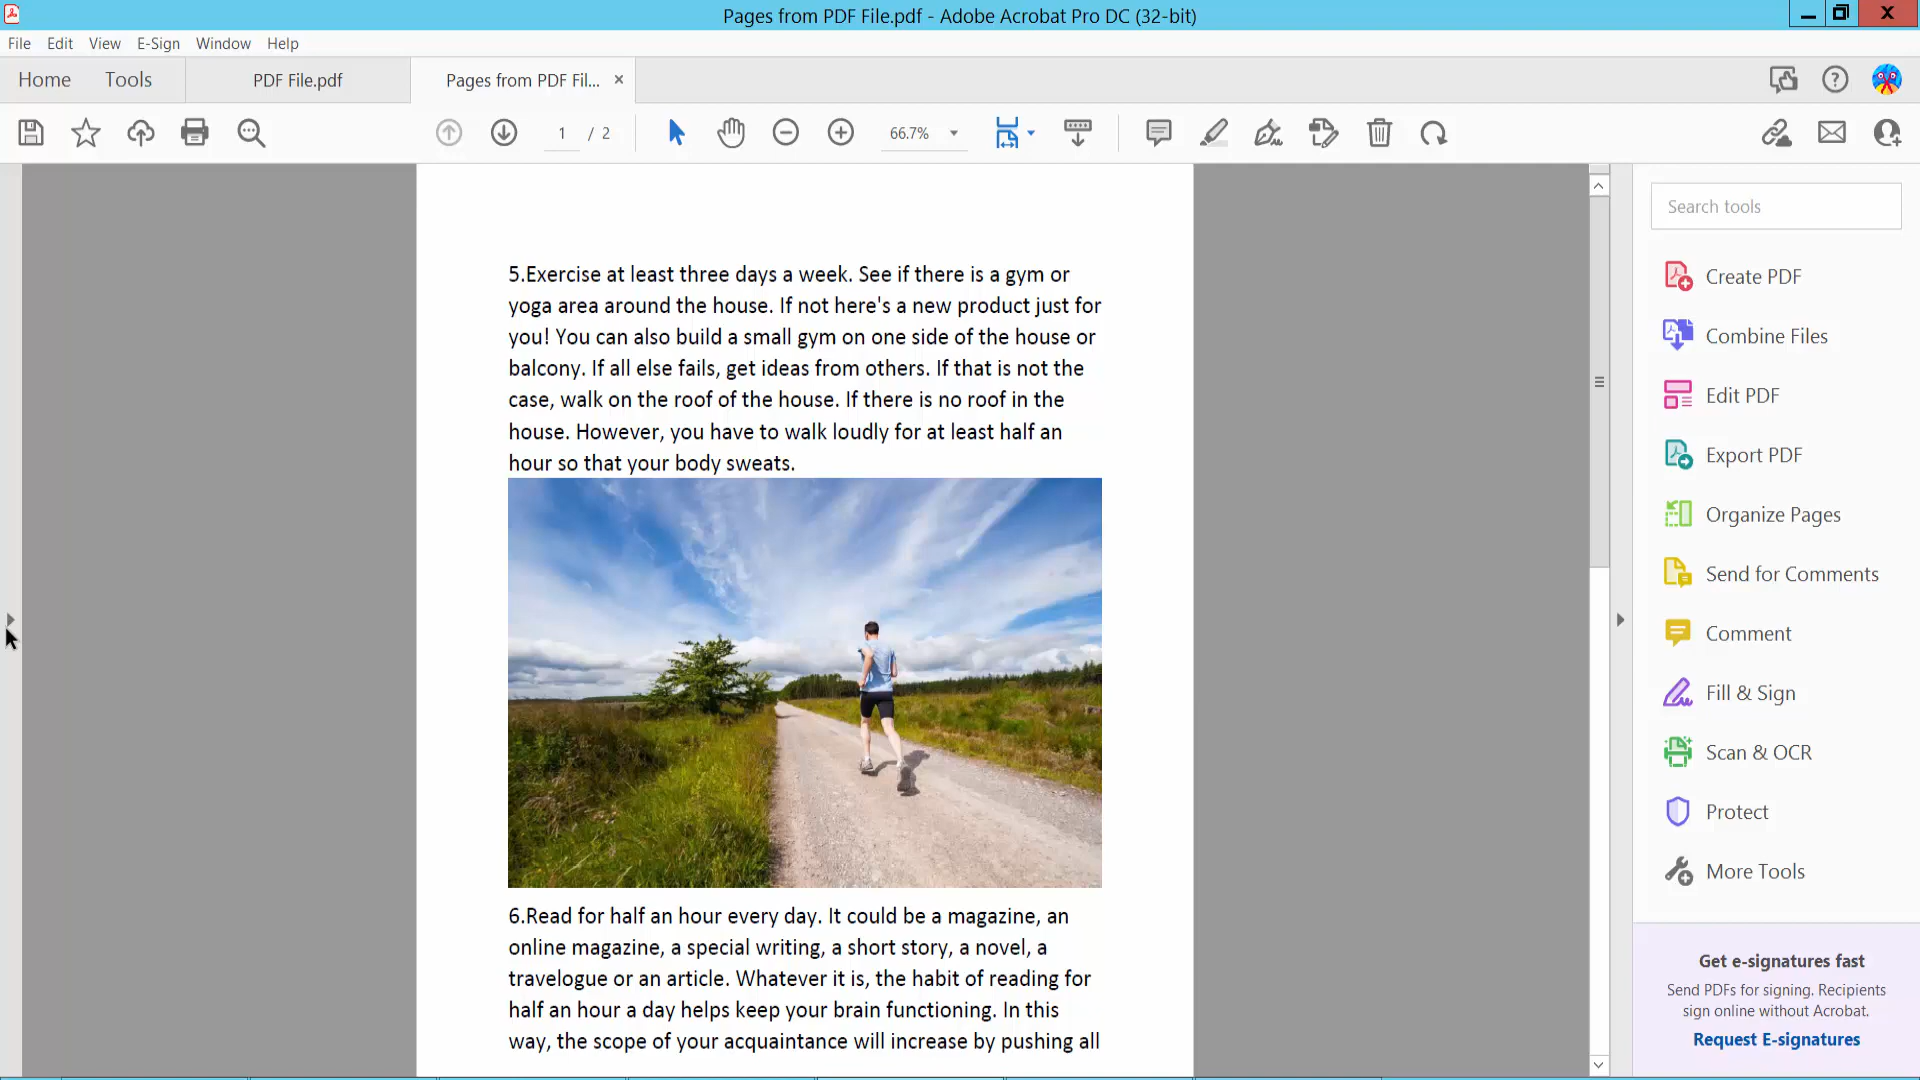 Pages from PDF File.pdf - Adobe Acrobat Pro DC (32-bit)
File Edit View E-Sign Window Help
Home Tools PDF File.pdf Pages from PDF Fil... ×
1 / 2 66.7%
Search tools
Create PDF
Combine Files
Edit PDF
Export PDF
Organize Pages
Send for Comments
Comment
Fill & Sign
Scan & OCR
Protect
More Tools
Get e-signatures fast
Send PDFs for signing. Recipients
sign online without Acrobat.
Request E-signatures
5.Exercise at least three days a week. See if there is a gym or
yoga area around the house. If not here's a new product just for
you! You can also build a small gym on one side of the house or
balcony. If all else fails, get ideas from others. If that is not the
case, walk on the roof of the house. If there is no roof in the
house. However, you have to walk loudly for at least half an
hour so that your body sweats.
6.Read for half an hour every day. It could be a magazine, an
online magazine, a special writing, a short story, a novel, a
travelogue or an article. Whatever it is, the habit of reading for
half an hour a day helps keep your brain functioning. In this
way, the scope of your acquaintance will increase by pushing all